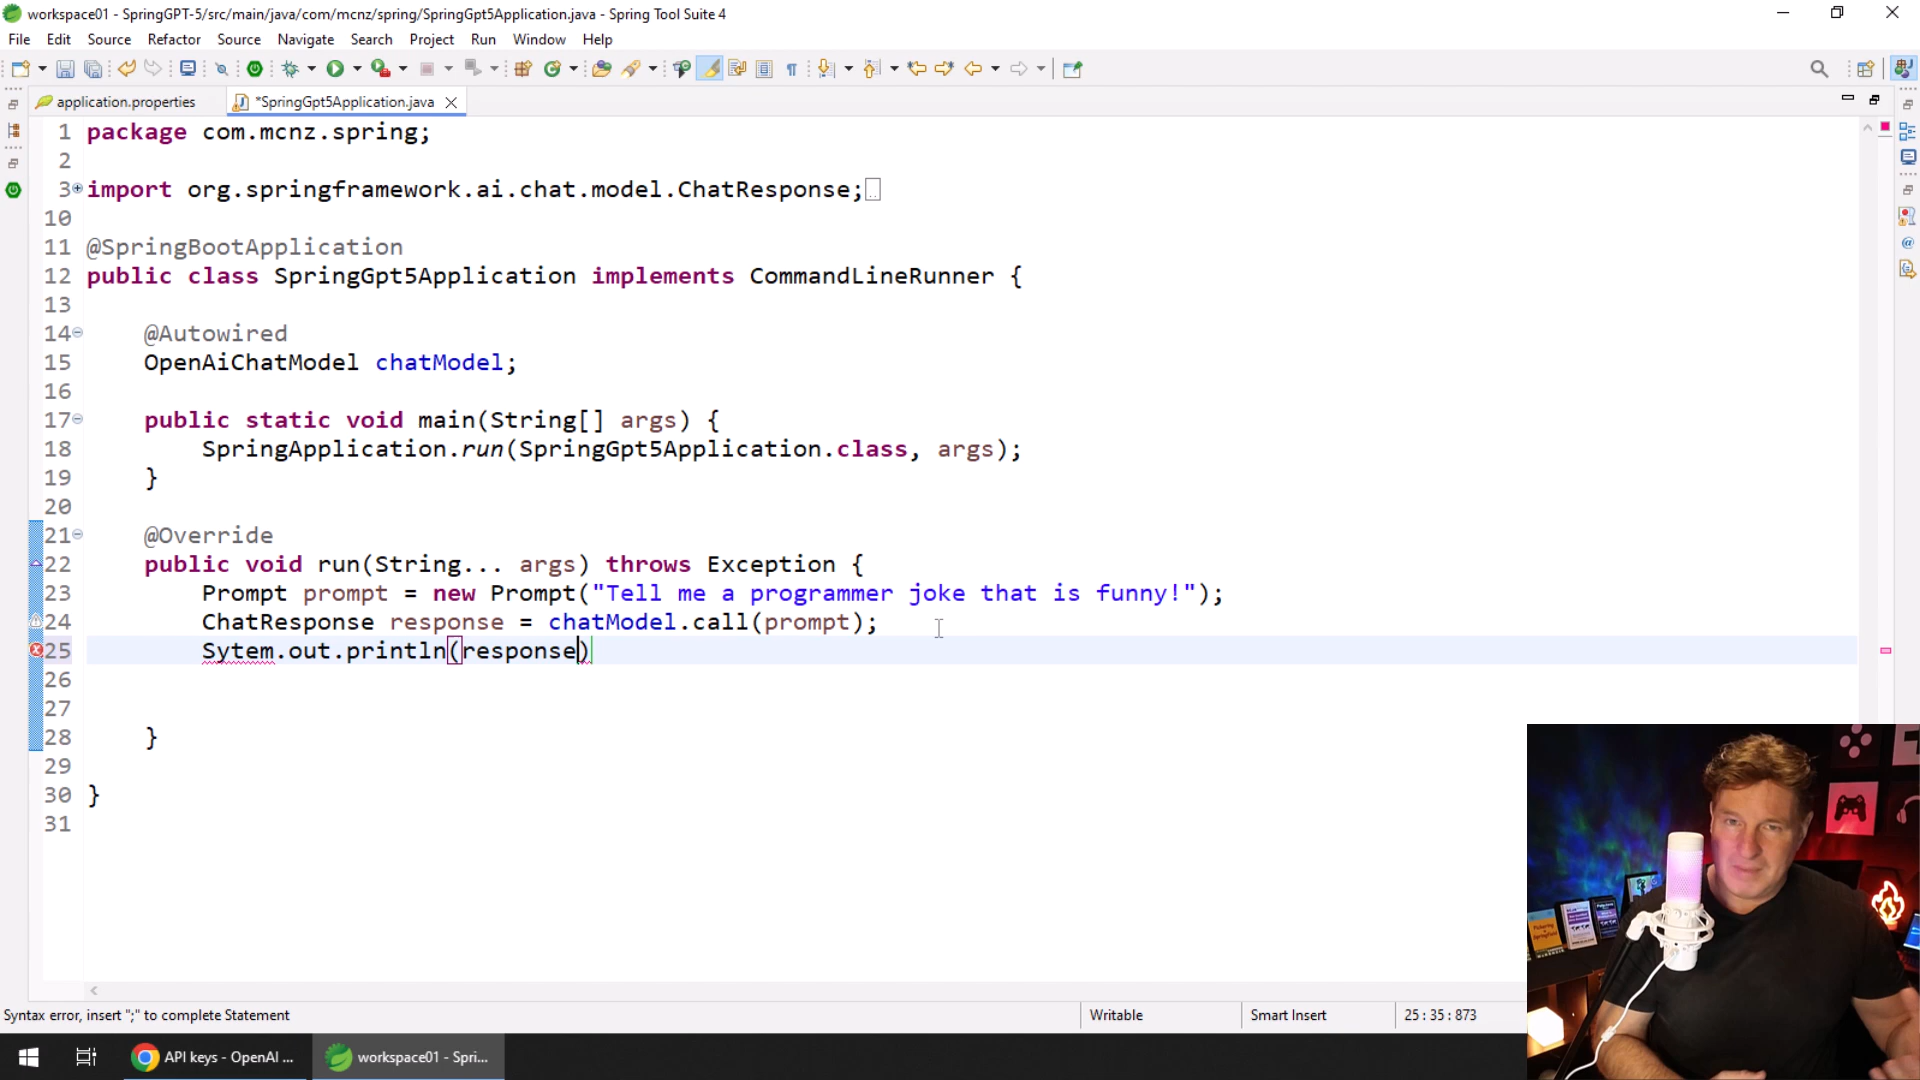 workspace01 - SpringGPT-5/src/main/java/com/mcnz/spring/SpringGpt5Application.java - Spring Tool Suite 4
File Edit Source Refactor Source Navigate Search Project Run Window Help
application.properties *SpringGpt5Application.java
1 package com.mcnz.spring;
2
3 import org.springframework.ai.chat.model.ChatResponse;
10
11 @SpringBootApplication
12 public class SpringGpt5Application implements CommandLineRunner {
13
14 @Autowired
15 OpenAiChatModel chatModel;
16
17 public static void main(String[] args) {
18 SpringApplication.run(SpringGpt5Application.class, args);
19 }
20
21 @Override
22 public void run(String... args) throws Exception {
23 Prompt prompt = new Prompt("Tell me a programmer joke that is funny!");
24 ChatResponse response = chatModel.call(prompt);
25 Sytem.out.println(response)
26
27
28 }
29
30 }
31
Syntax error, insert ";" to complete Statement Writable Smart Insert 25 : 35 : 873
API keys - OpenAI ... workspace01 - Spri...